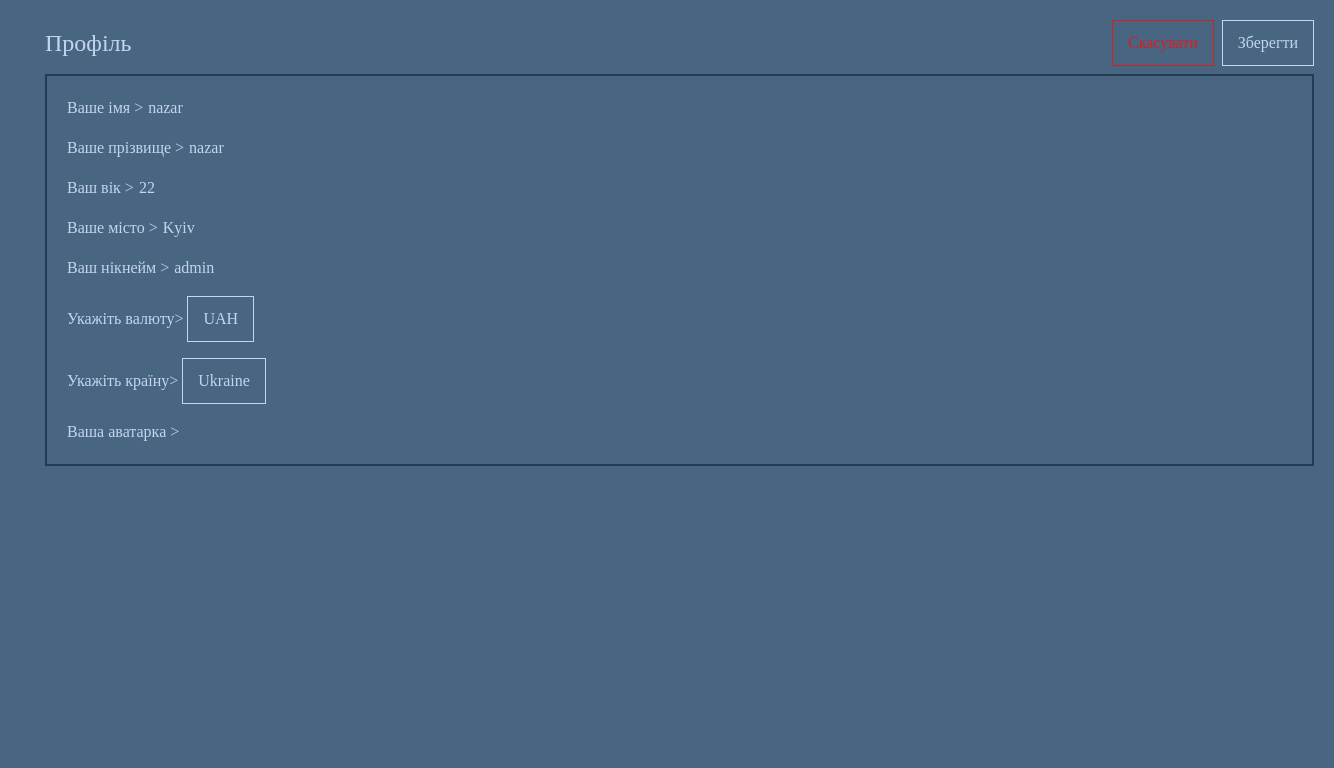 Профіль
Скасувати
Зберегти
Ваше імя > nazar
Ваше прізвище > nazar
Ваш вік > 22
Ваше місто > Kyiv
Ваш нікнейм > admin
Укажіть валюту> UAH
Укажіть країну> Ukraine
Ваша аватарка >